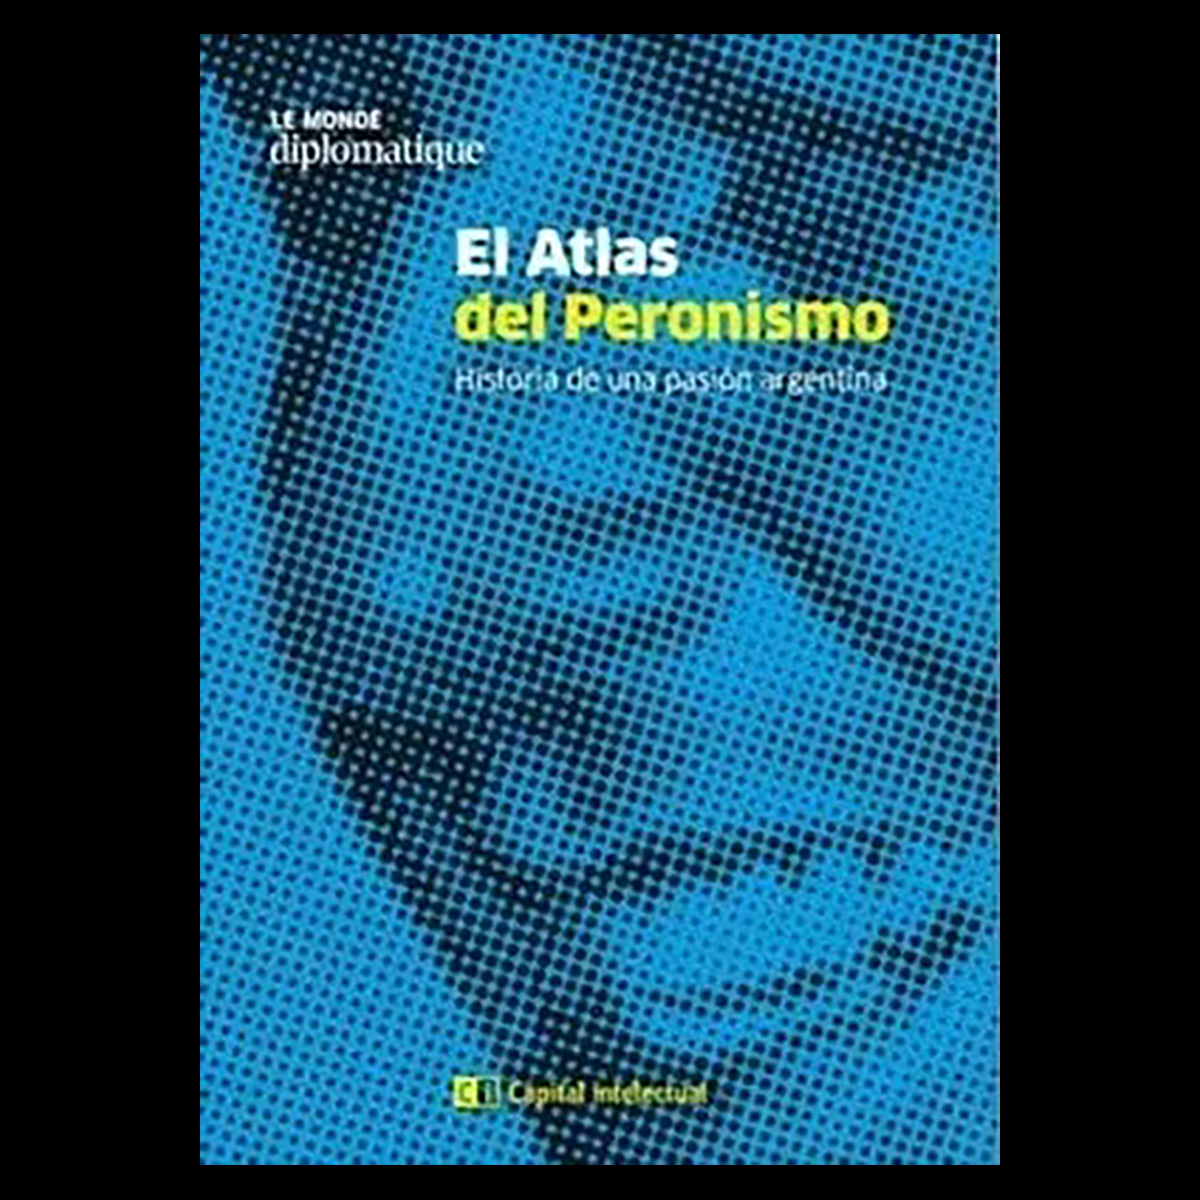 LE MONDE
diplomatique
El Atlas
del Peronismo
Historia de una pasión argentina
Ci Capital Intelectual